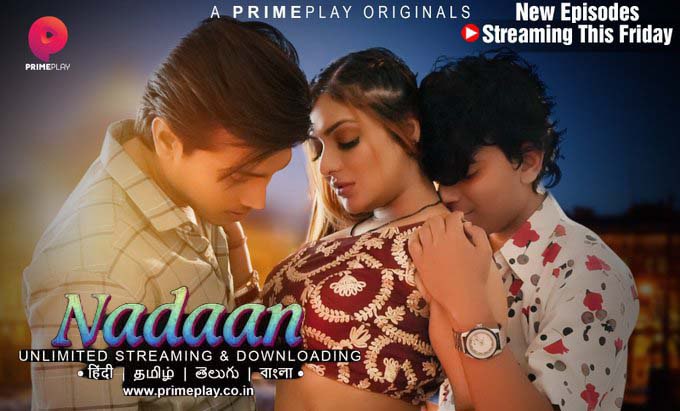 A PRIMEPLAY ORIGINALS
New Episodes
Streaming This Friday
PRIMEPLAY
Nadaan
UNLIMITED STREAMING & DOWNLOADING
• हिंदी | தமிழ் | తెలుగు | বাংলা •
www.primeplay.co.in